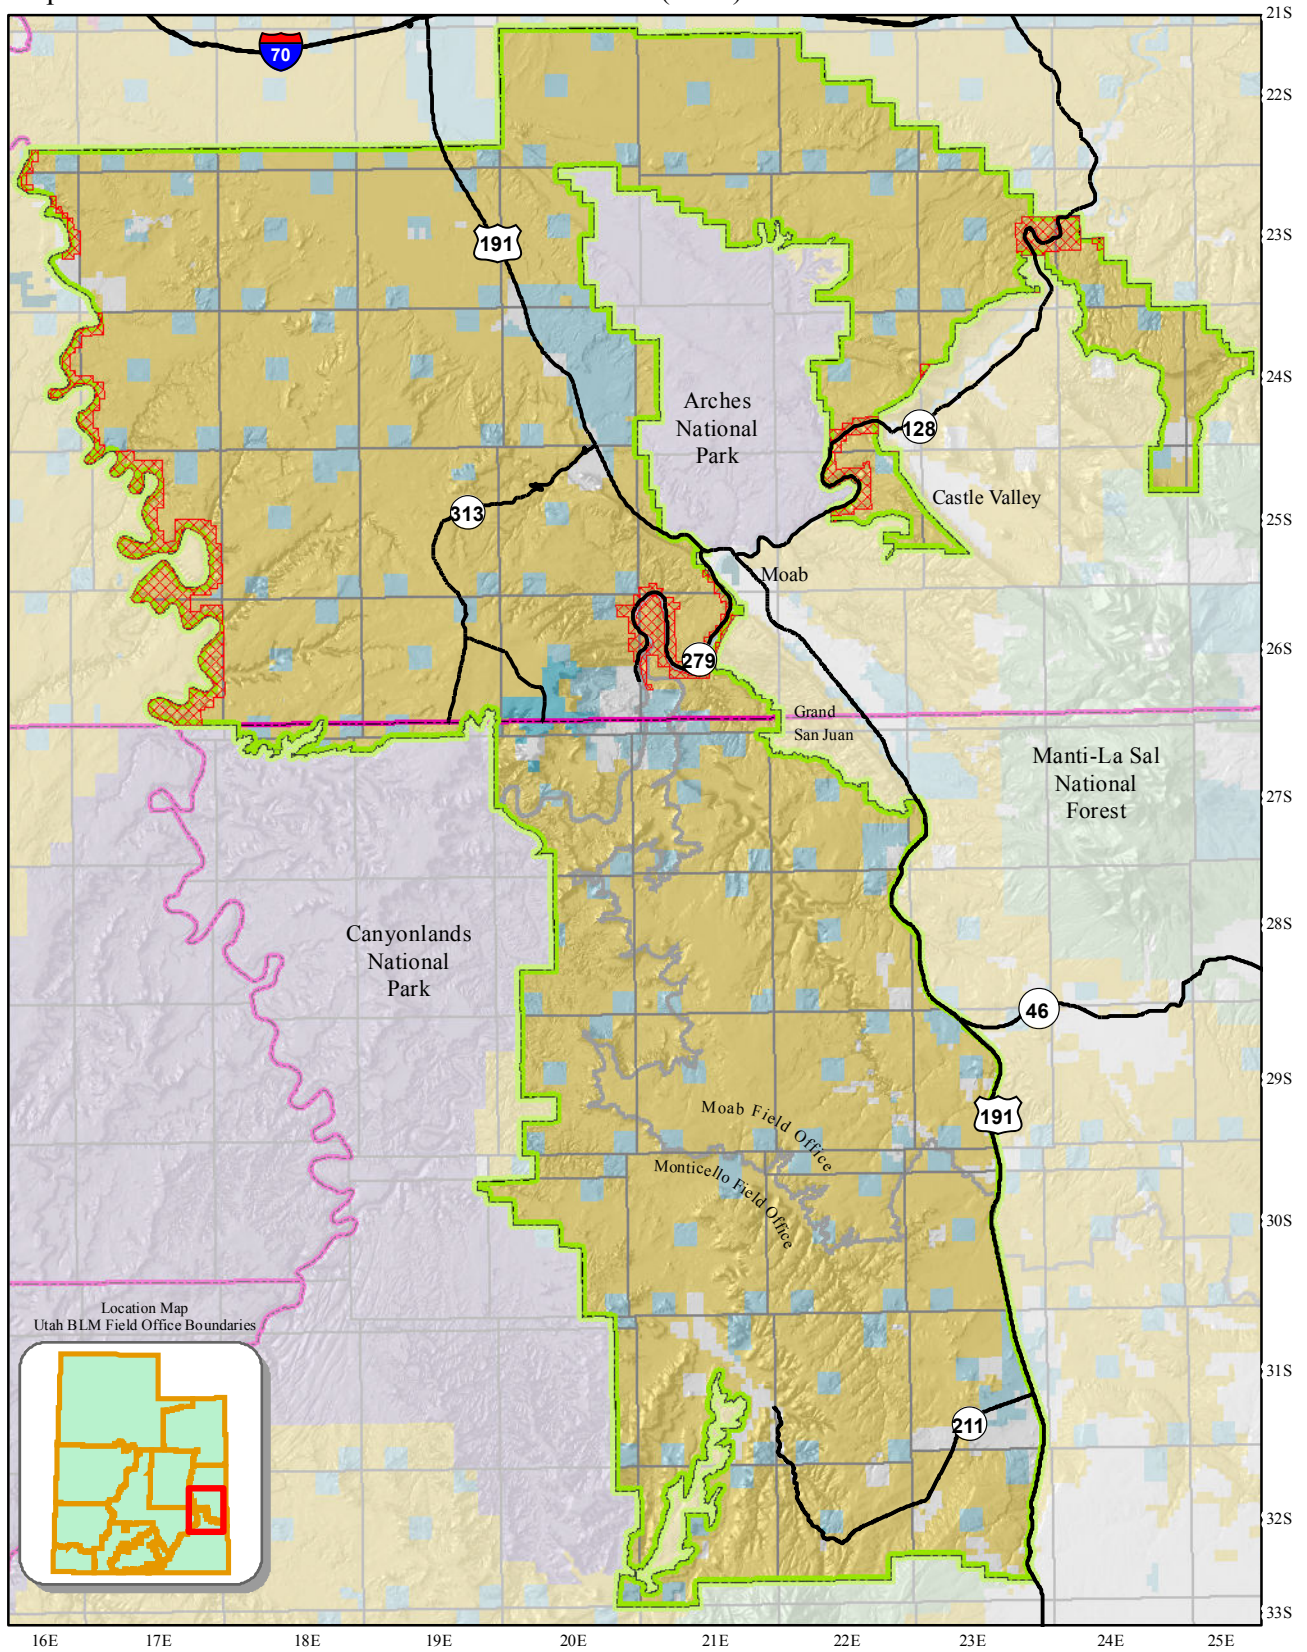 21S
70
22S
191
23S
24S
Arches
National
Park
128
Castle Valley
313
25S
Moab
279
26S
Grand
San Juan
Manti-La Sal
National
Forest
27S
Canyonlands
National
Park
28S
46
29S
Moab Field Office
191
Monticello Field Office
30S
Location Map
Utah BLM Field Office Boundaries
31S
211
32S
33S
16E 17E 18E 19E 20E 21E 22E 23E 24E 25E